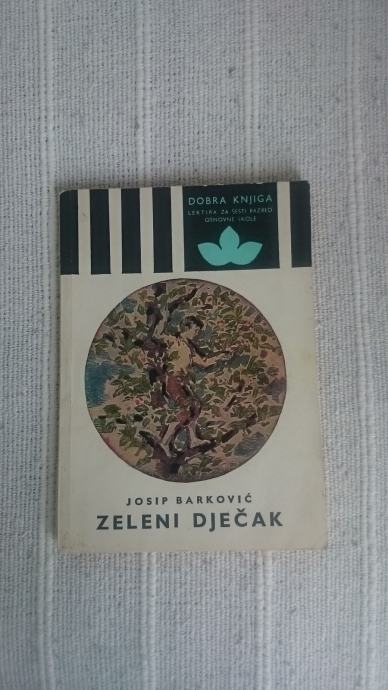 DOBRA KNJIGA
LEKTIRA ZA ŠESTI RAZRED
OSNOVNE ŠKOLE
JOSIP BARKOVIĆ
ZELENI DJEČAK